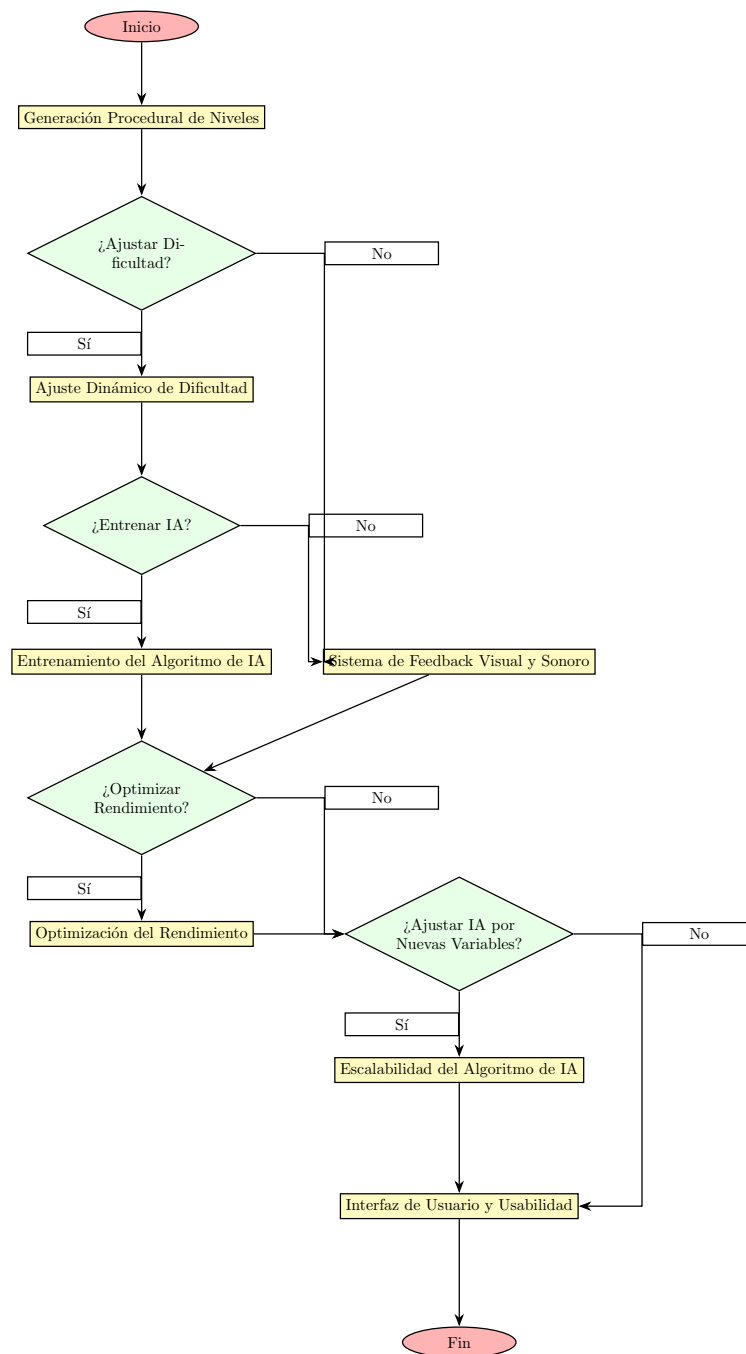 Inicio
Generación Procedural de Niveles
¿Ajustar Di-
ficultad?
No
Sí
Ajuste Dinámico de Dificultad
¿Entrenar IA?
No
Sí
Entrenamiento del Algoritmo de IA
Sistema de Feedback Visual y Sonoro
¿Optimizar
Rendimiento?
No
Sí
Optimización del Rendimiento
¿Ajustar IA por
Nuevas Variables?
No
Sí
Escalabilidad del Algoritmo de IA
Interfaz de Usuario y Usabilidad
Fin